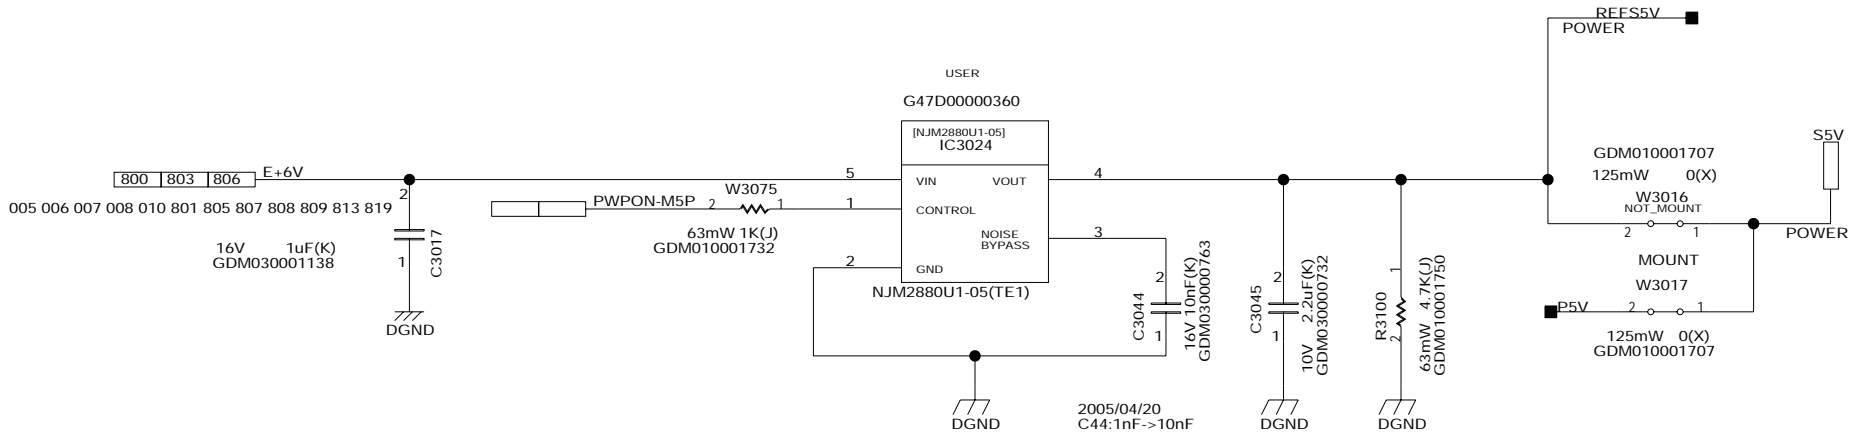 REFS5V
POWER
USER
G47D00000360
[NJM2880U1-05]
IC3024
S5V
GDM010001707
125mW 0(X)
W3016
NOT_MOUNT
2 1
POWER
800 803 806 E+6V
005 006 007 008 010 801 805 807 808 809 813 819
2
C3017
1
16V 1uF(K)
GDM030001138
DGND
PWPON-M5P 2 W3075 1
63mW 1K(J)
GDM010001732
5 VIN VOUT 4
1 CONTROL
NOISE
BYPASS 3
2 GND
NJM2880U1-05(TE1)
2
C3044
1
16V 10nF(K)
GDM030000763
2
C3045
1
10V 2.2uF(K)
GDM030000732
1
R3100
2
63mW 4.7K(J)
GDM010001750
MOUNT
W3017
P5V 2 1
125mW 0(X)
GDM010001707
DGND
2005/04/20
C44:1nF->10nF
DGND
DGND